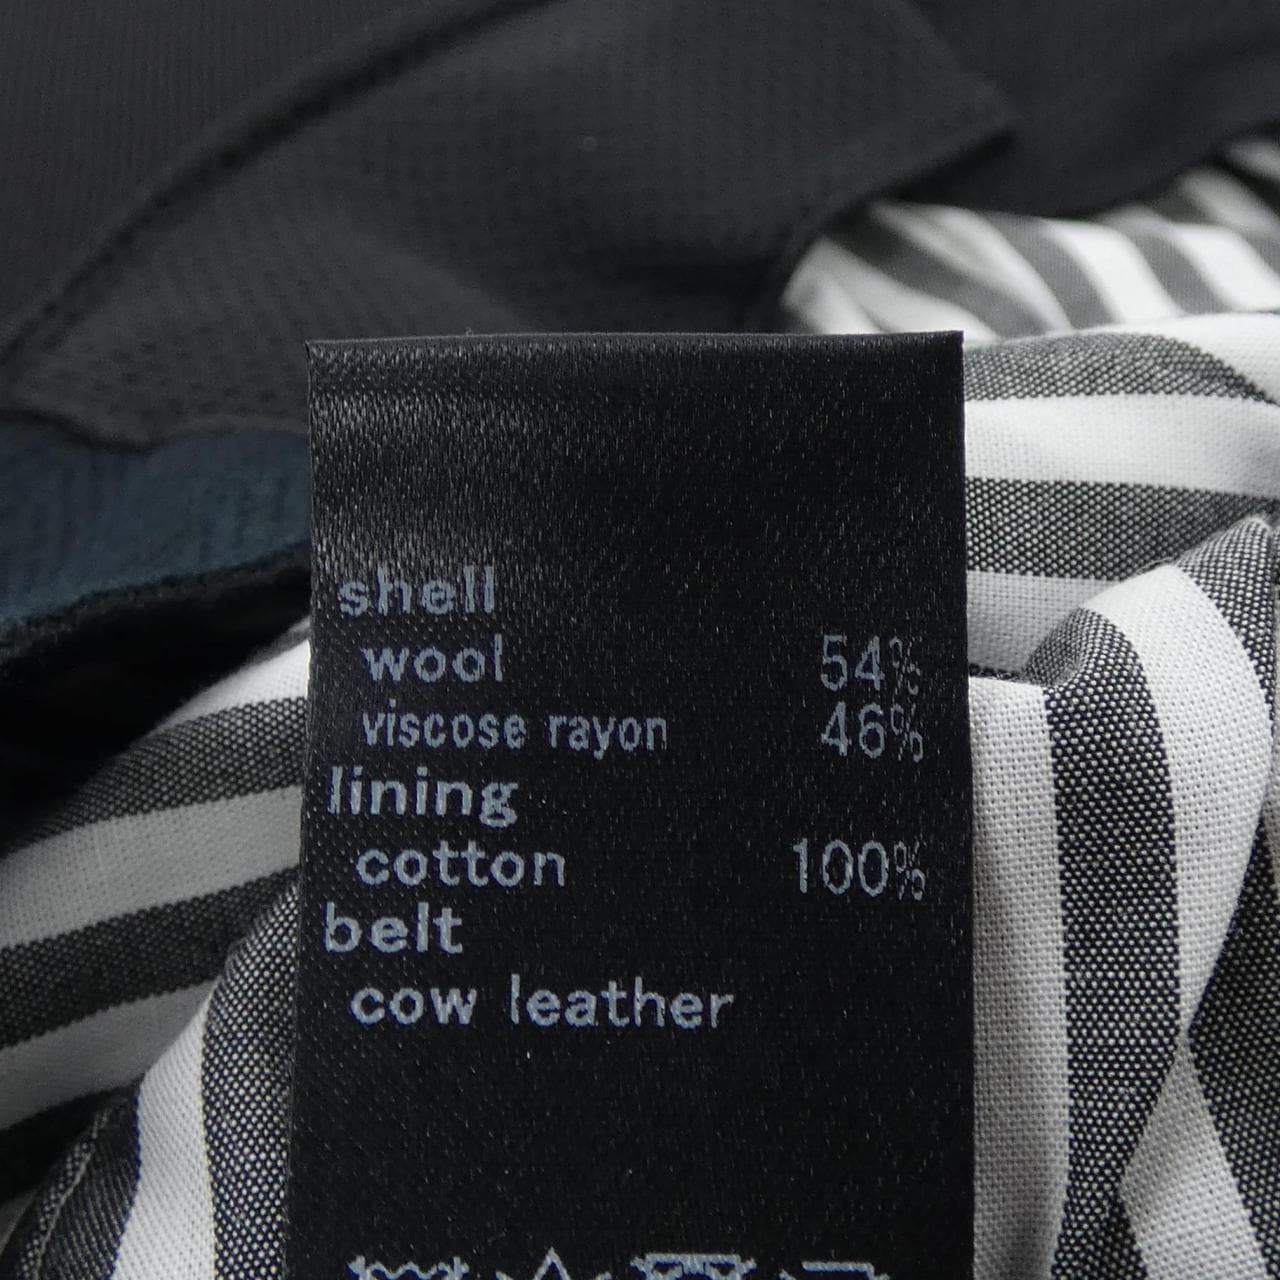 shell
wool 54%
viscose rayon 46%
lining
cotton 100%
belt
cow leather